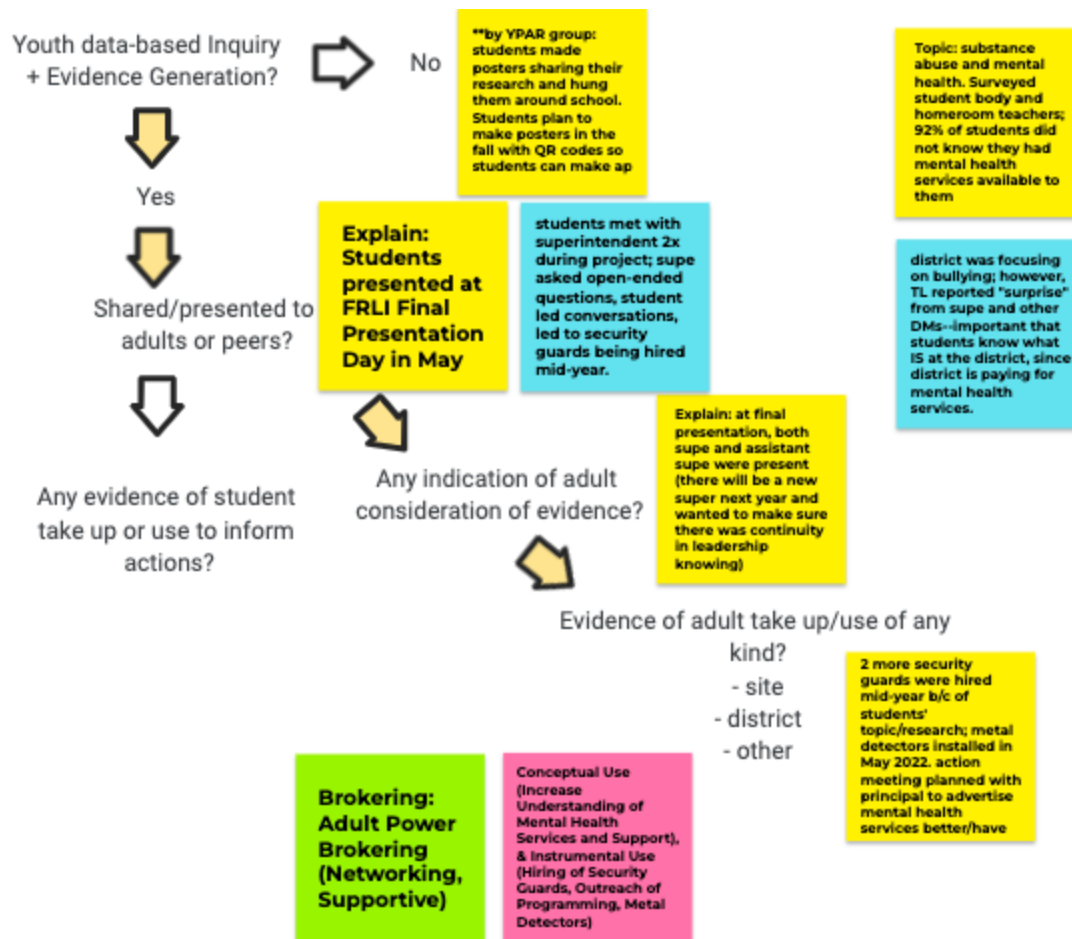 Youth data-based Inquiry
+ Evidence Generation?
No
**by YPAR group:
students made
posters sharing their
research and hung
them around school.
Students plan to
make posters in the
fall with QR codes so
students can make ap
Topic: substance
abuse and mental
health. Surveyed
student body and
homeroom teachers;
92% of students did
not know they had
mental health
services available to
them
Yes
Shared/presented to
adults or peers?
Explain:
Students
presented at
FRLI Final
Presentation
Day in May
students met with
superintendent 2x
during project; supe
asked open-ended
questions, student
led conversations,
led to security
guards being hired
mid-year.
district was focusing
on bullying; however,
TL reported "surprise"
from supe and other
DMs--important that
students know what
IS at the district, since
district is paying for
mental health
services.
Any evidence of student
take up or use to inform
actions?
Any indication of adult
consideration of evidence?
Explain: at final
presentation, both
supe and assistant
supe were present
(there will be a new
super next year and
wanted to make sure
there was continuity
in leadership
knowing)
Evidence of adult take up/use of any
kind?
- site
- district
- other
2 more security
guards were hired
mid-year b/c of
students'
topic/research; metal
detectors installed in
May 2022. action
meeting planned with
principal to advertise
mental health
services better/have
Brokering:
Adult Power
Brokering
(Networking,
Supportive)
Conceptual Use
(Increase
Understanding of
Mental Health
Services and Support),
& Instrumental Use
(Hiring of Security
Guards, Outreach of
Programming, Metal
Detectors)